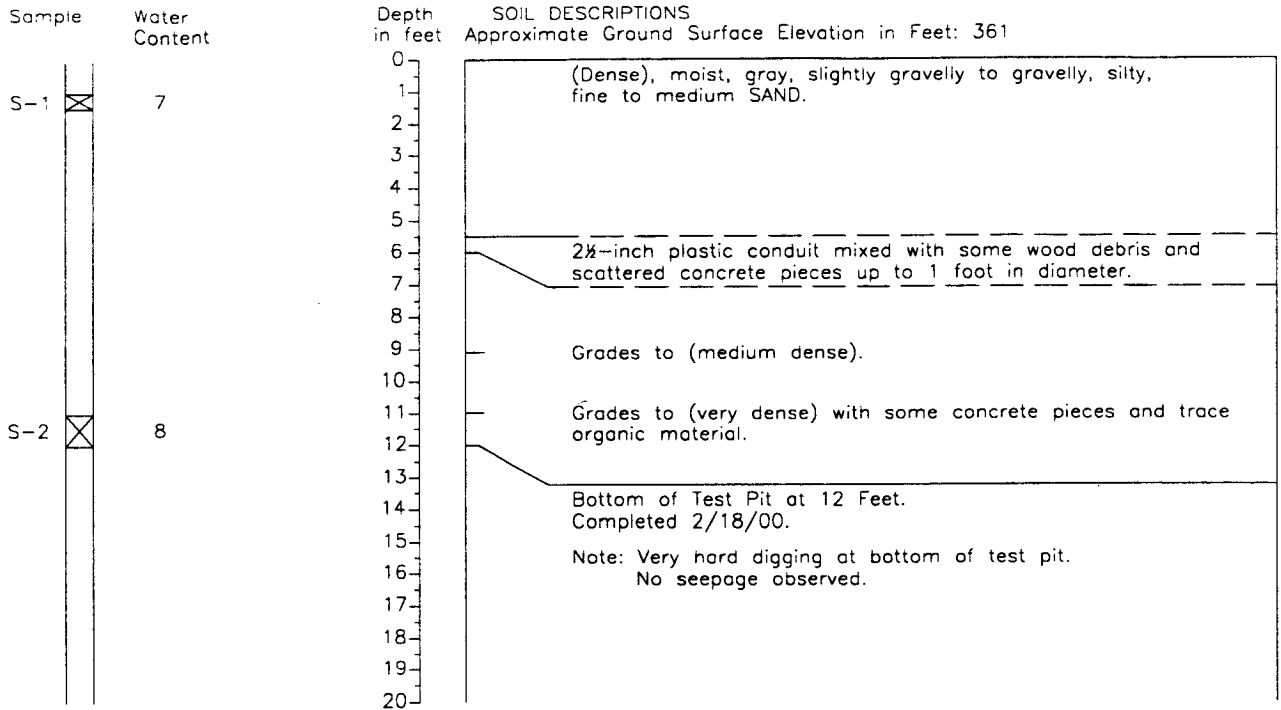 Sample Water Content
Depth in feet
SOIL DESCRIPTIONS
Approximate Ground Surface Elevation in Feet: 361
0
(Dense), moist, gray, slightly gravelly to gravelly, silty,
1
fine to medium SAND.
S-1 7
2
3
4
5
6
2½-inch plastic conduit mixed with some wood debris and
scattered concrete pieces up to 1 foot in diameter.
7
8
9
Grades to (medium dense).
10
11
Grades to (very dense) with some concrete pieces and trace
organic material.
S-2 8
12
13
Bottom of Test Pit at 12 Feet.
14
Completed 2/18/00.
15
Note: Very hard digging at bottom of test pit.
16
No seepage observed.
17
18
19
20